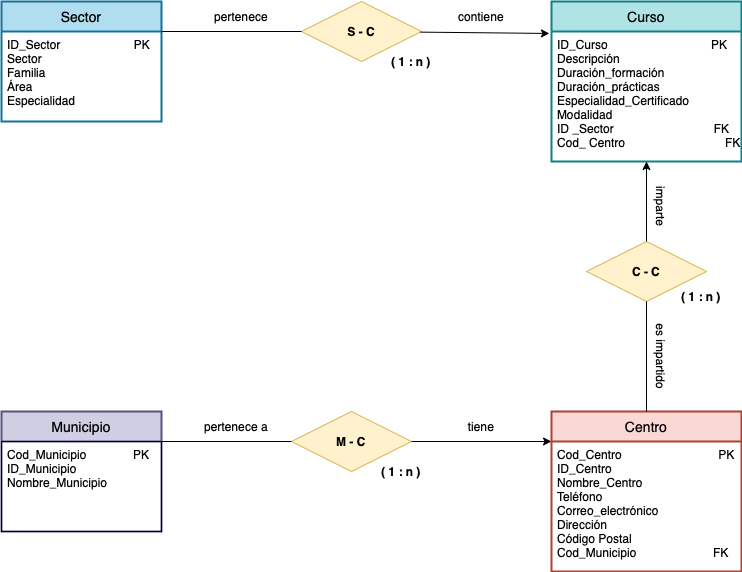 Sector
ID_Sector PK
Sector
Familia
Área
Especialidad
pertenece
S - C
( 1 : n )
contiene
Curso
ID_Curso PK
Descripción
Duración_formación
Duración_prácticas
Especialidad_Certificado
Modalidad
ID _Sector FK
Cod_ Centro FK
imparte
C - C
( 1 : n )
es impartido
Municipio
Cod_Municipio PK
ID_Municipio
Nombre_Municipio
pertenece a
M - C
( 1 : n )
tiene
Centro
Cod_Centro PK
ID_Centro
Nombre_Centro
Teléfono
Correo_electrónico
Dirección
Código Postal
Cod_Municipio FK